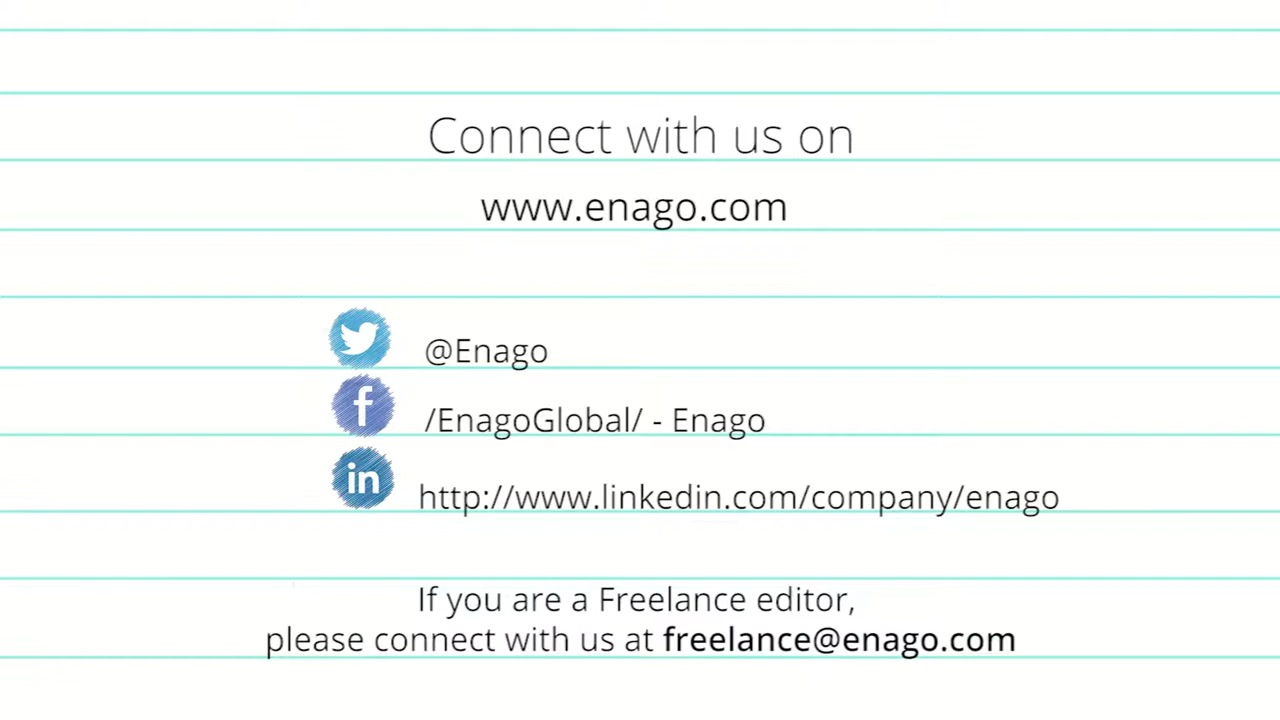 Connect with us on
www.enago.com
@Enago
/EnagoGlobal/ - Enago
in http://www.linkedin.com/company/enago
If you are a Freelance editor,
please connect with us at freelance@enago.com